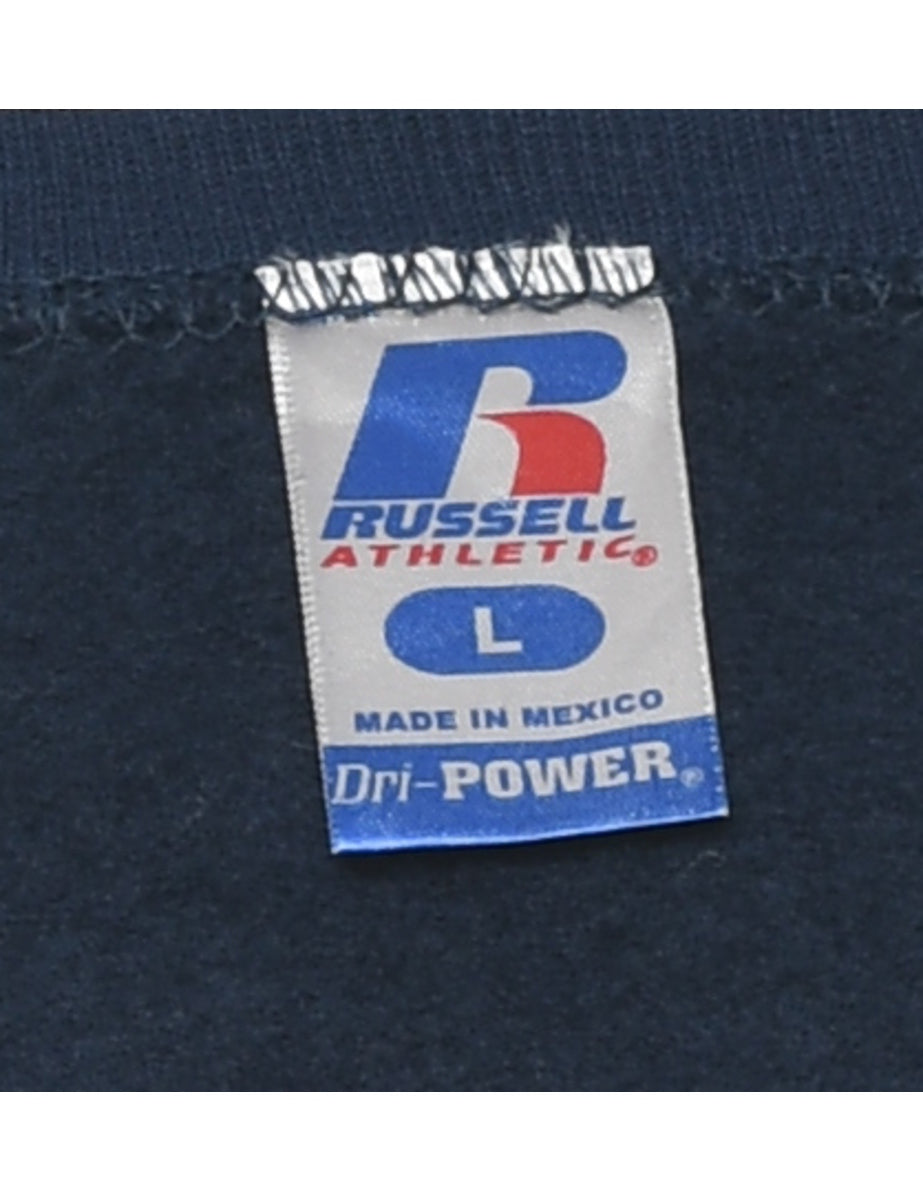 RUSSELL
ATHLETIC®
L
MADE IN MEXICO
Dri-POWER®